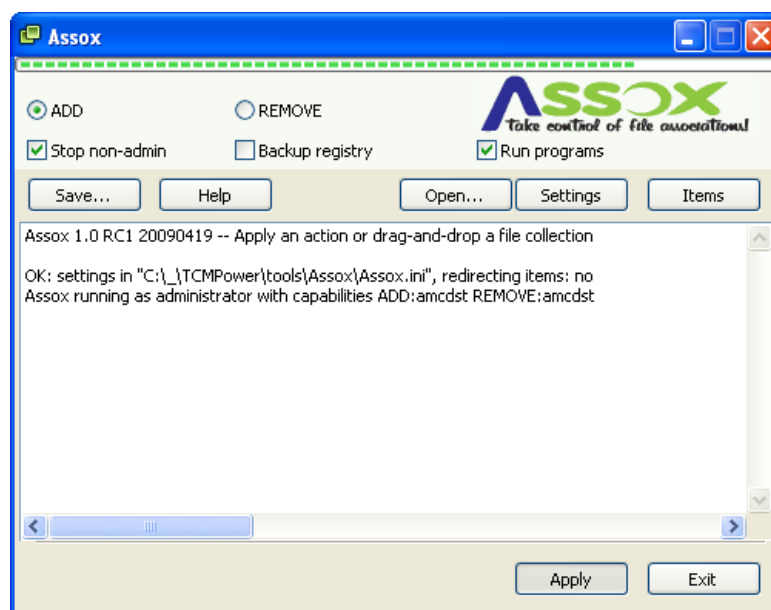 Assox
ASSOX
Take control of file associations!
ADD
REMOVE
Stop non-admin
Backup registry
Run programs
Save...
Help
Open...
Settings
Items
Assox 1.0 RC1 20090419 -- Apply an action or drag-and-drop a file collection
OK: settings in "C:\_\TCMPower\tools\Assox\Assox.ini", redirecting items: no
Assox running as administrator with capabilities ADD:amcdst REMOVE:amcdst
Apply
Exit